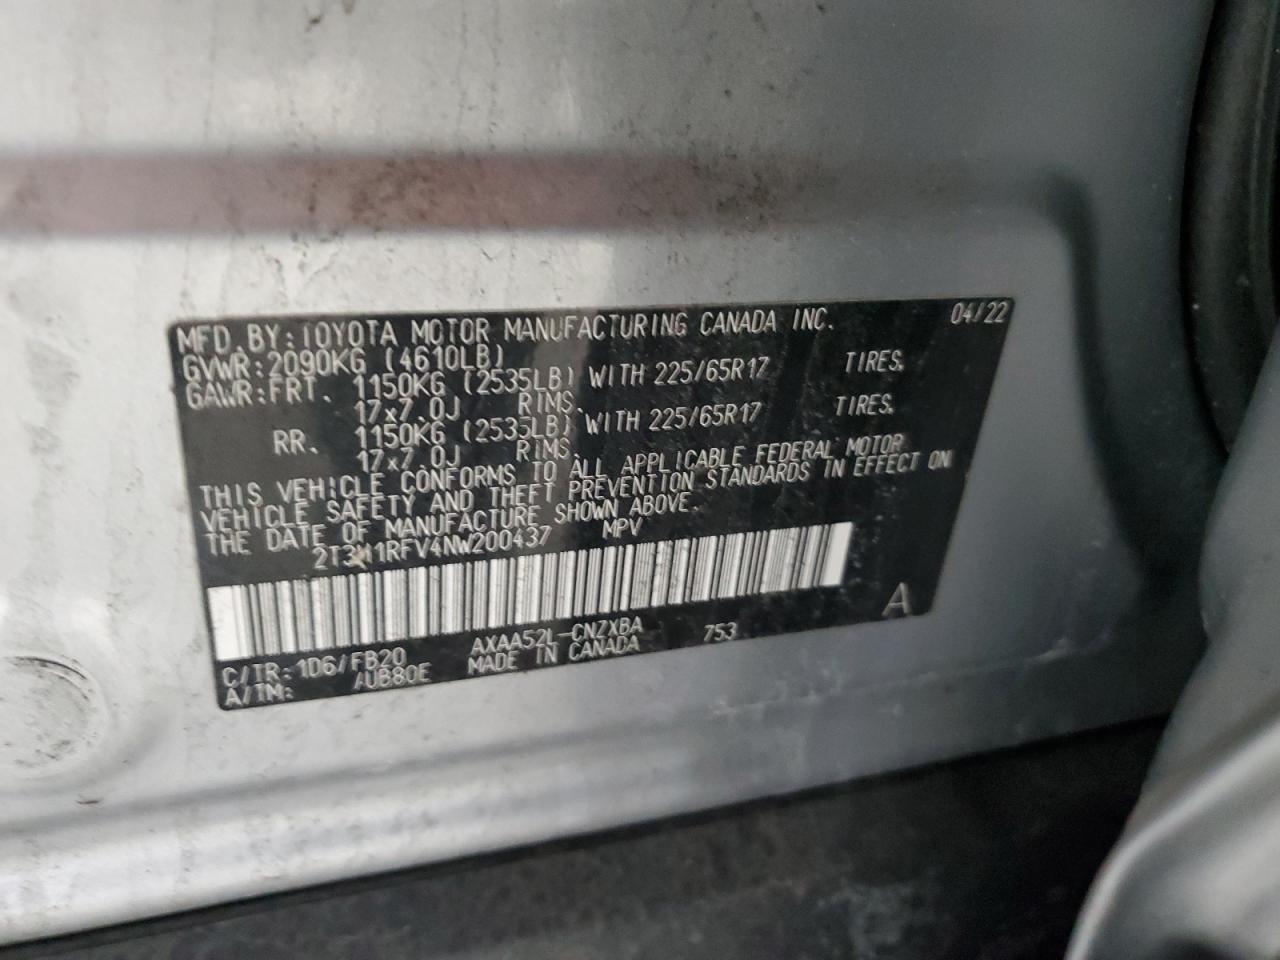 MFD. BY: TOYOTA MOTOR MANUFACTURING CANADA INC. 04/22
GVWR: 2090KG (4610LB)
GAWR: FRT. 1150KG (2535LB) WITH 225/65R17 TIRES.
17x7.0J RIMS.
RR. 1150KG (2535LB) WITH 225/65R17 TIRES.
17x7.0J RIMS.
THIS VEHICLE CONFORMS TO ALL APPLICABLE FEDERAL MOTOR
VEHICLE SAFETY AND THEFT PREVENTION STANDARDS IN EFFECT ON
THE DATE OF MANUFACTURE SHOWN ABOVE.
2T3M1RFV4NW200437 MPV
A
AXAA52L-CNZXBA 753
C/TR: 1D6/FB20 MADE IN CANADA
A/TM: /UB80E